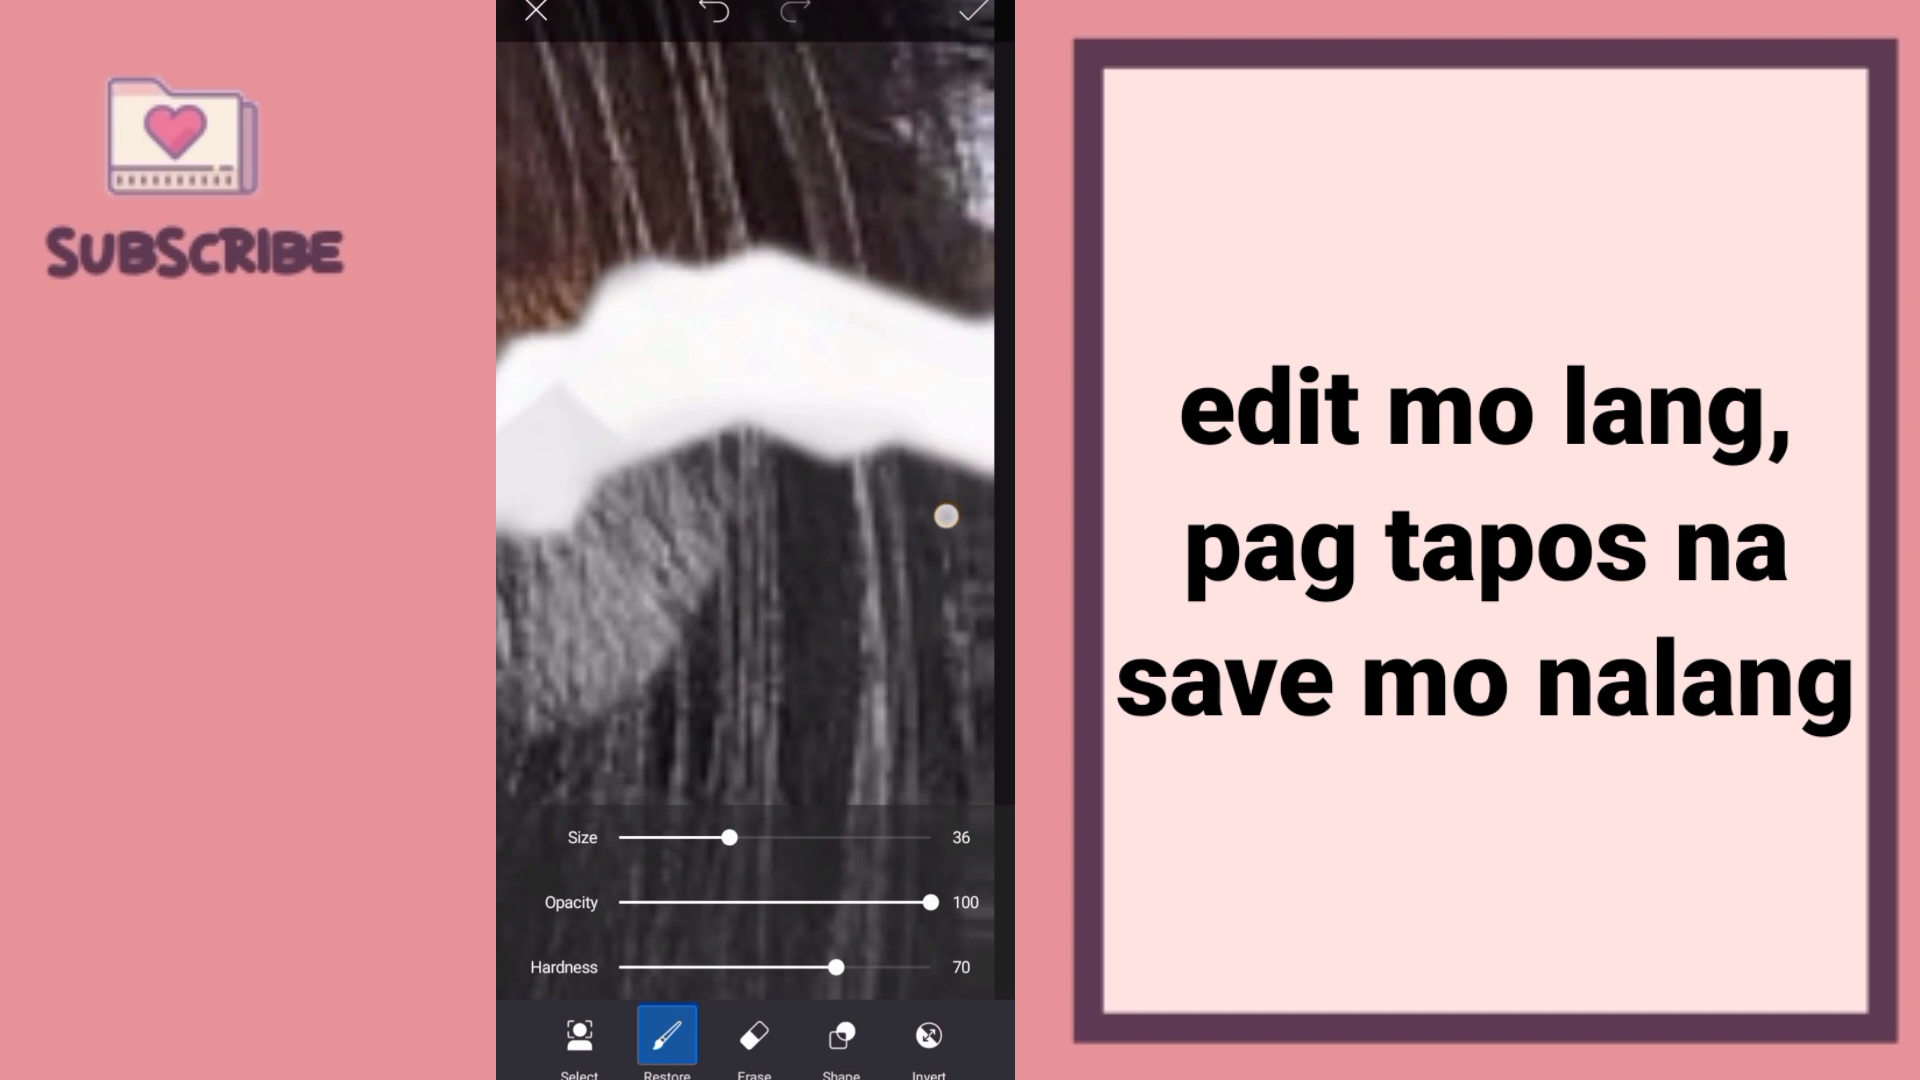 SUBSCRIBE
edit mo lang,
pag tapos na
save mo nalang
Size 36
Opacity 100
Hardness 70
Select Restore Erase Shape Invert